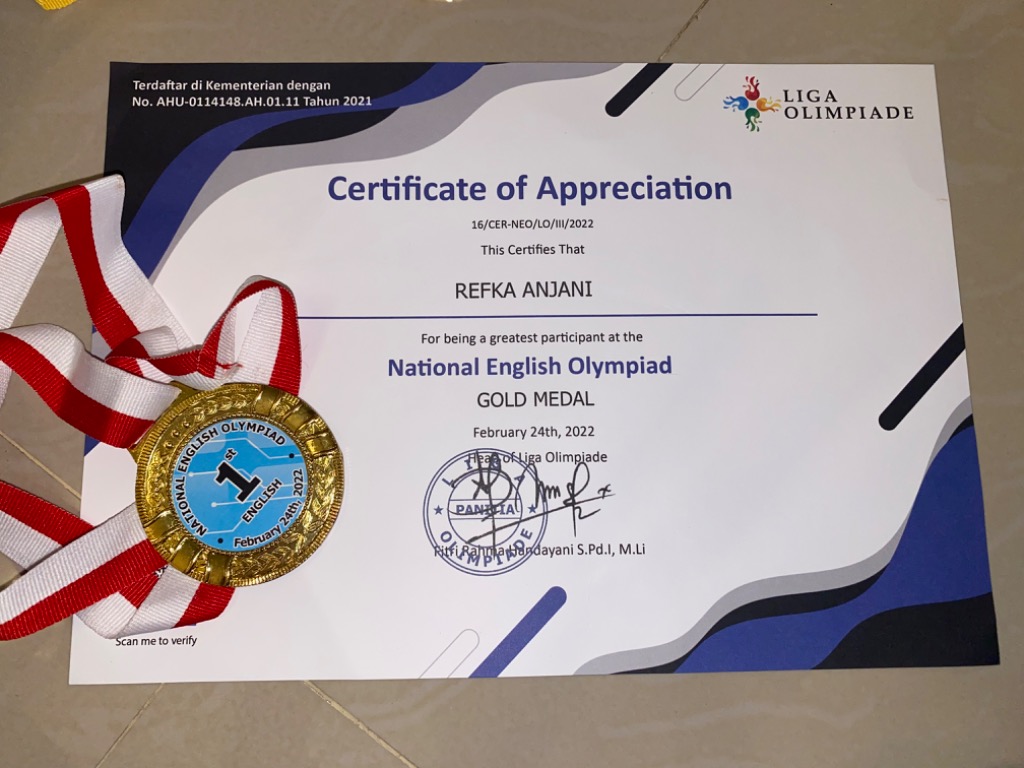 Terdaftar di Kementerian dengan
No. AHU-0114148.AH.01.11 Tahun 2021
LIGA
OLIMPIADE
Certificate of Appreciation
16/CER-NEO/LO/III/2022
This Certifies That
REFKA ANJANI
For being a greatest participant at the
National English Olympiad
GOLD MEDAL
February 24th, 2022
Head of Liga Olimpiade
LIGA
PANITIA
OLIMPIADE
Rahma Handayani S.Pd.I, M.Li
NATIONAL ENGLISH OLYMPIAD
1st
ENGLISH
February 24th, 2022
Scan me to verify